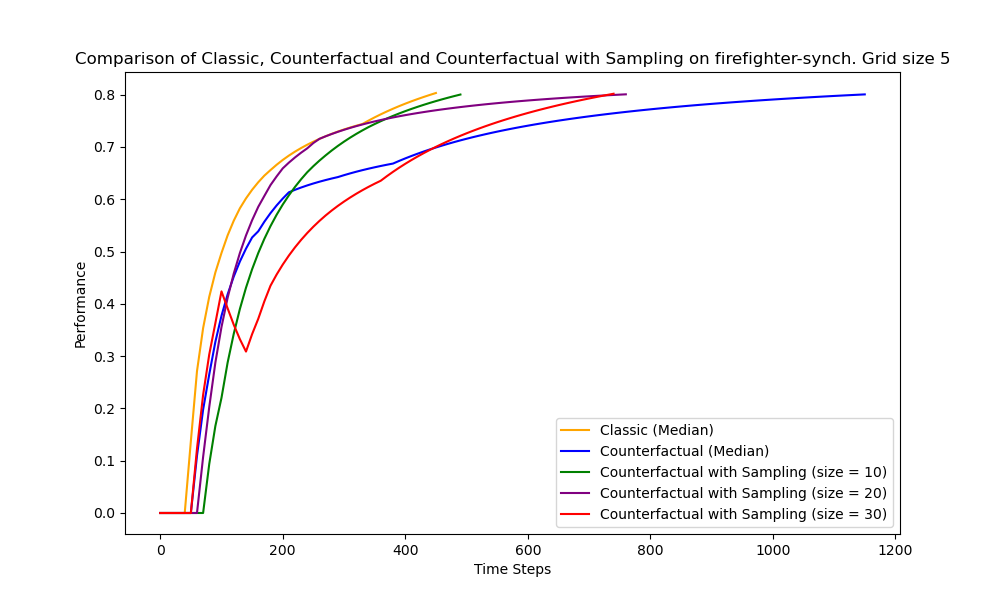 Comparison of Classic, Counterfactual and Counterfactual with Sampling on firefighter-synch. Grid size 5
0.8
0.7
0.6
0.5
0.4
0.3
0.2
0.1
0.0
Performance
Classic (Median)
Counterfactual (Median)
Counterfactual with Sampling (size = 10)
Counterfactual with Sampling (size = 20)
Counterfactual with Sampling (size = 30)
0 200 400 600 800 1000 1200
Time Steps